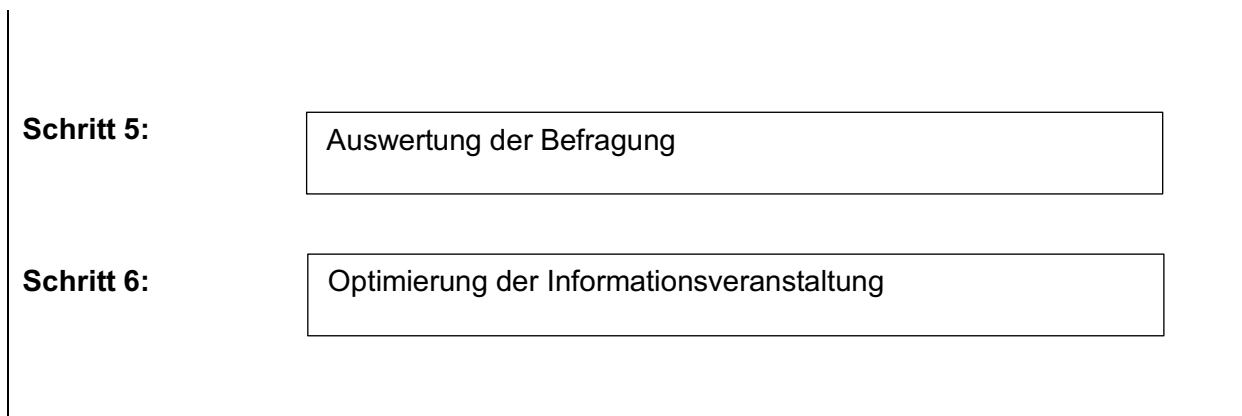 Schritt 5:
Auswertung der Befragung
Schritt 6:
Optimierung der Informationsveranstaltung